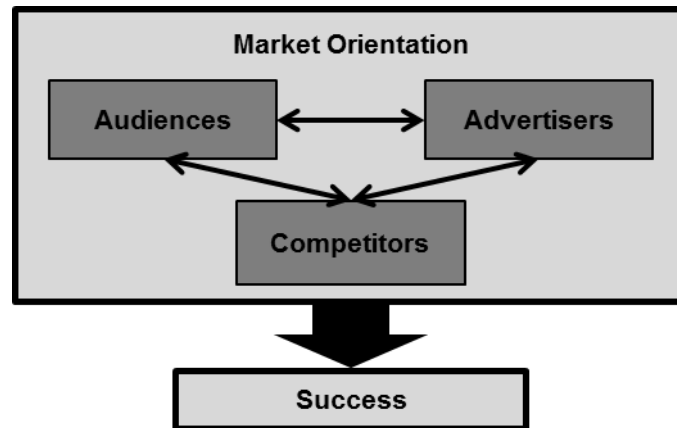 Market Orientation
Audiences
Advertisers
Competitors
Success